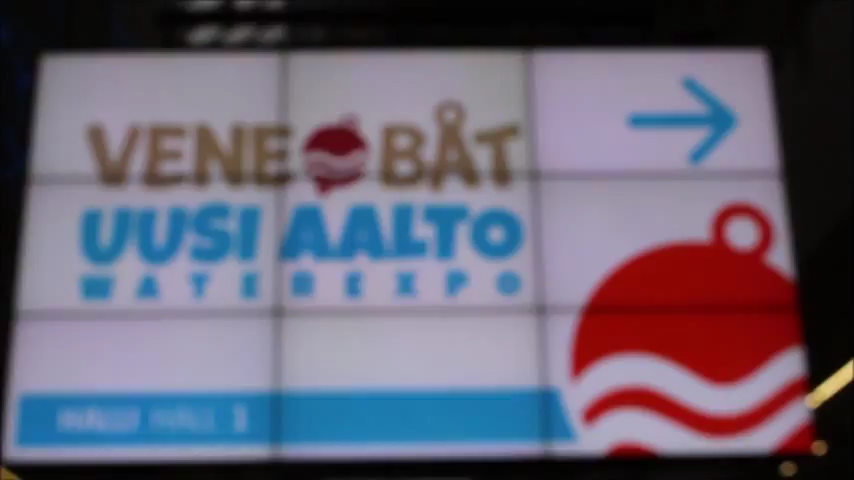 VENE BÅT
UUSI AALTO
WATEREXPO
HALLI HALL 1